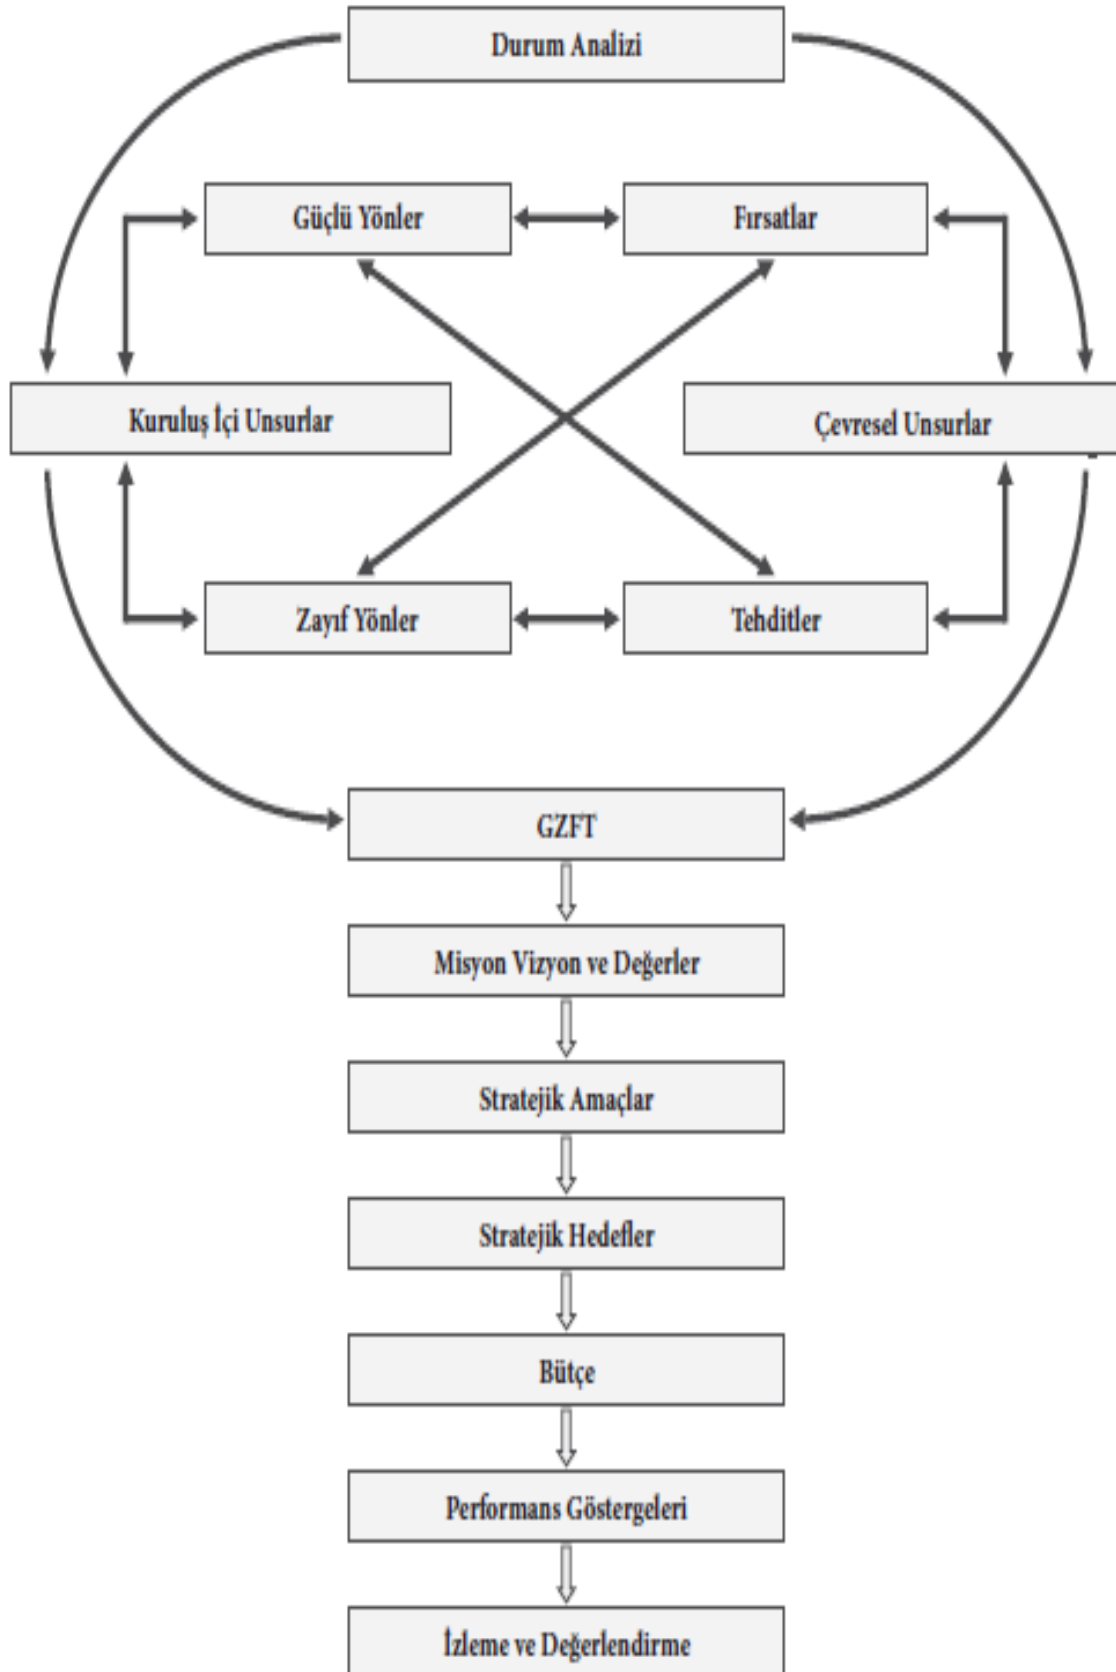 Durum Analizi
Güçlü Yönler
Fırsatlar
Kuruluş İçi Unsurlar
Çevresel Unsurlar
Zayıf Yönler
Tehditler
GZFT
Misyon Vizyon ve Değerler
Stratejik Amaçlar
Stratejik Hedefler
Bütçe
Performans Göstergeleri
İzleme ve Değerlendirme